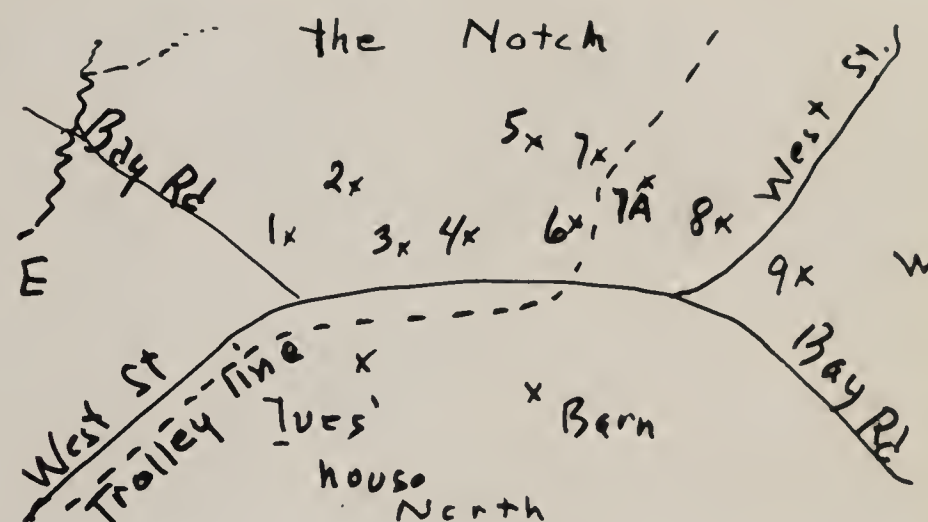 the Notch
West St.
Bay Rd
5x 7x
2x
7A x
1x 3x 4x 6x 8x
E
9x
W
West St
Trolley Line
x
x
Ives'
Barn
house
Bay Rd
North